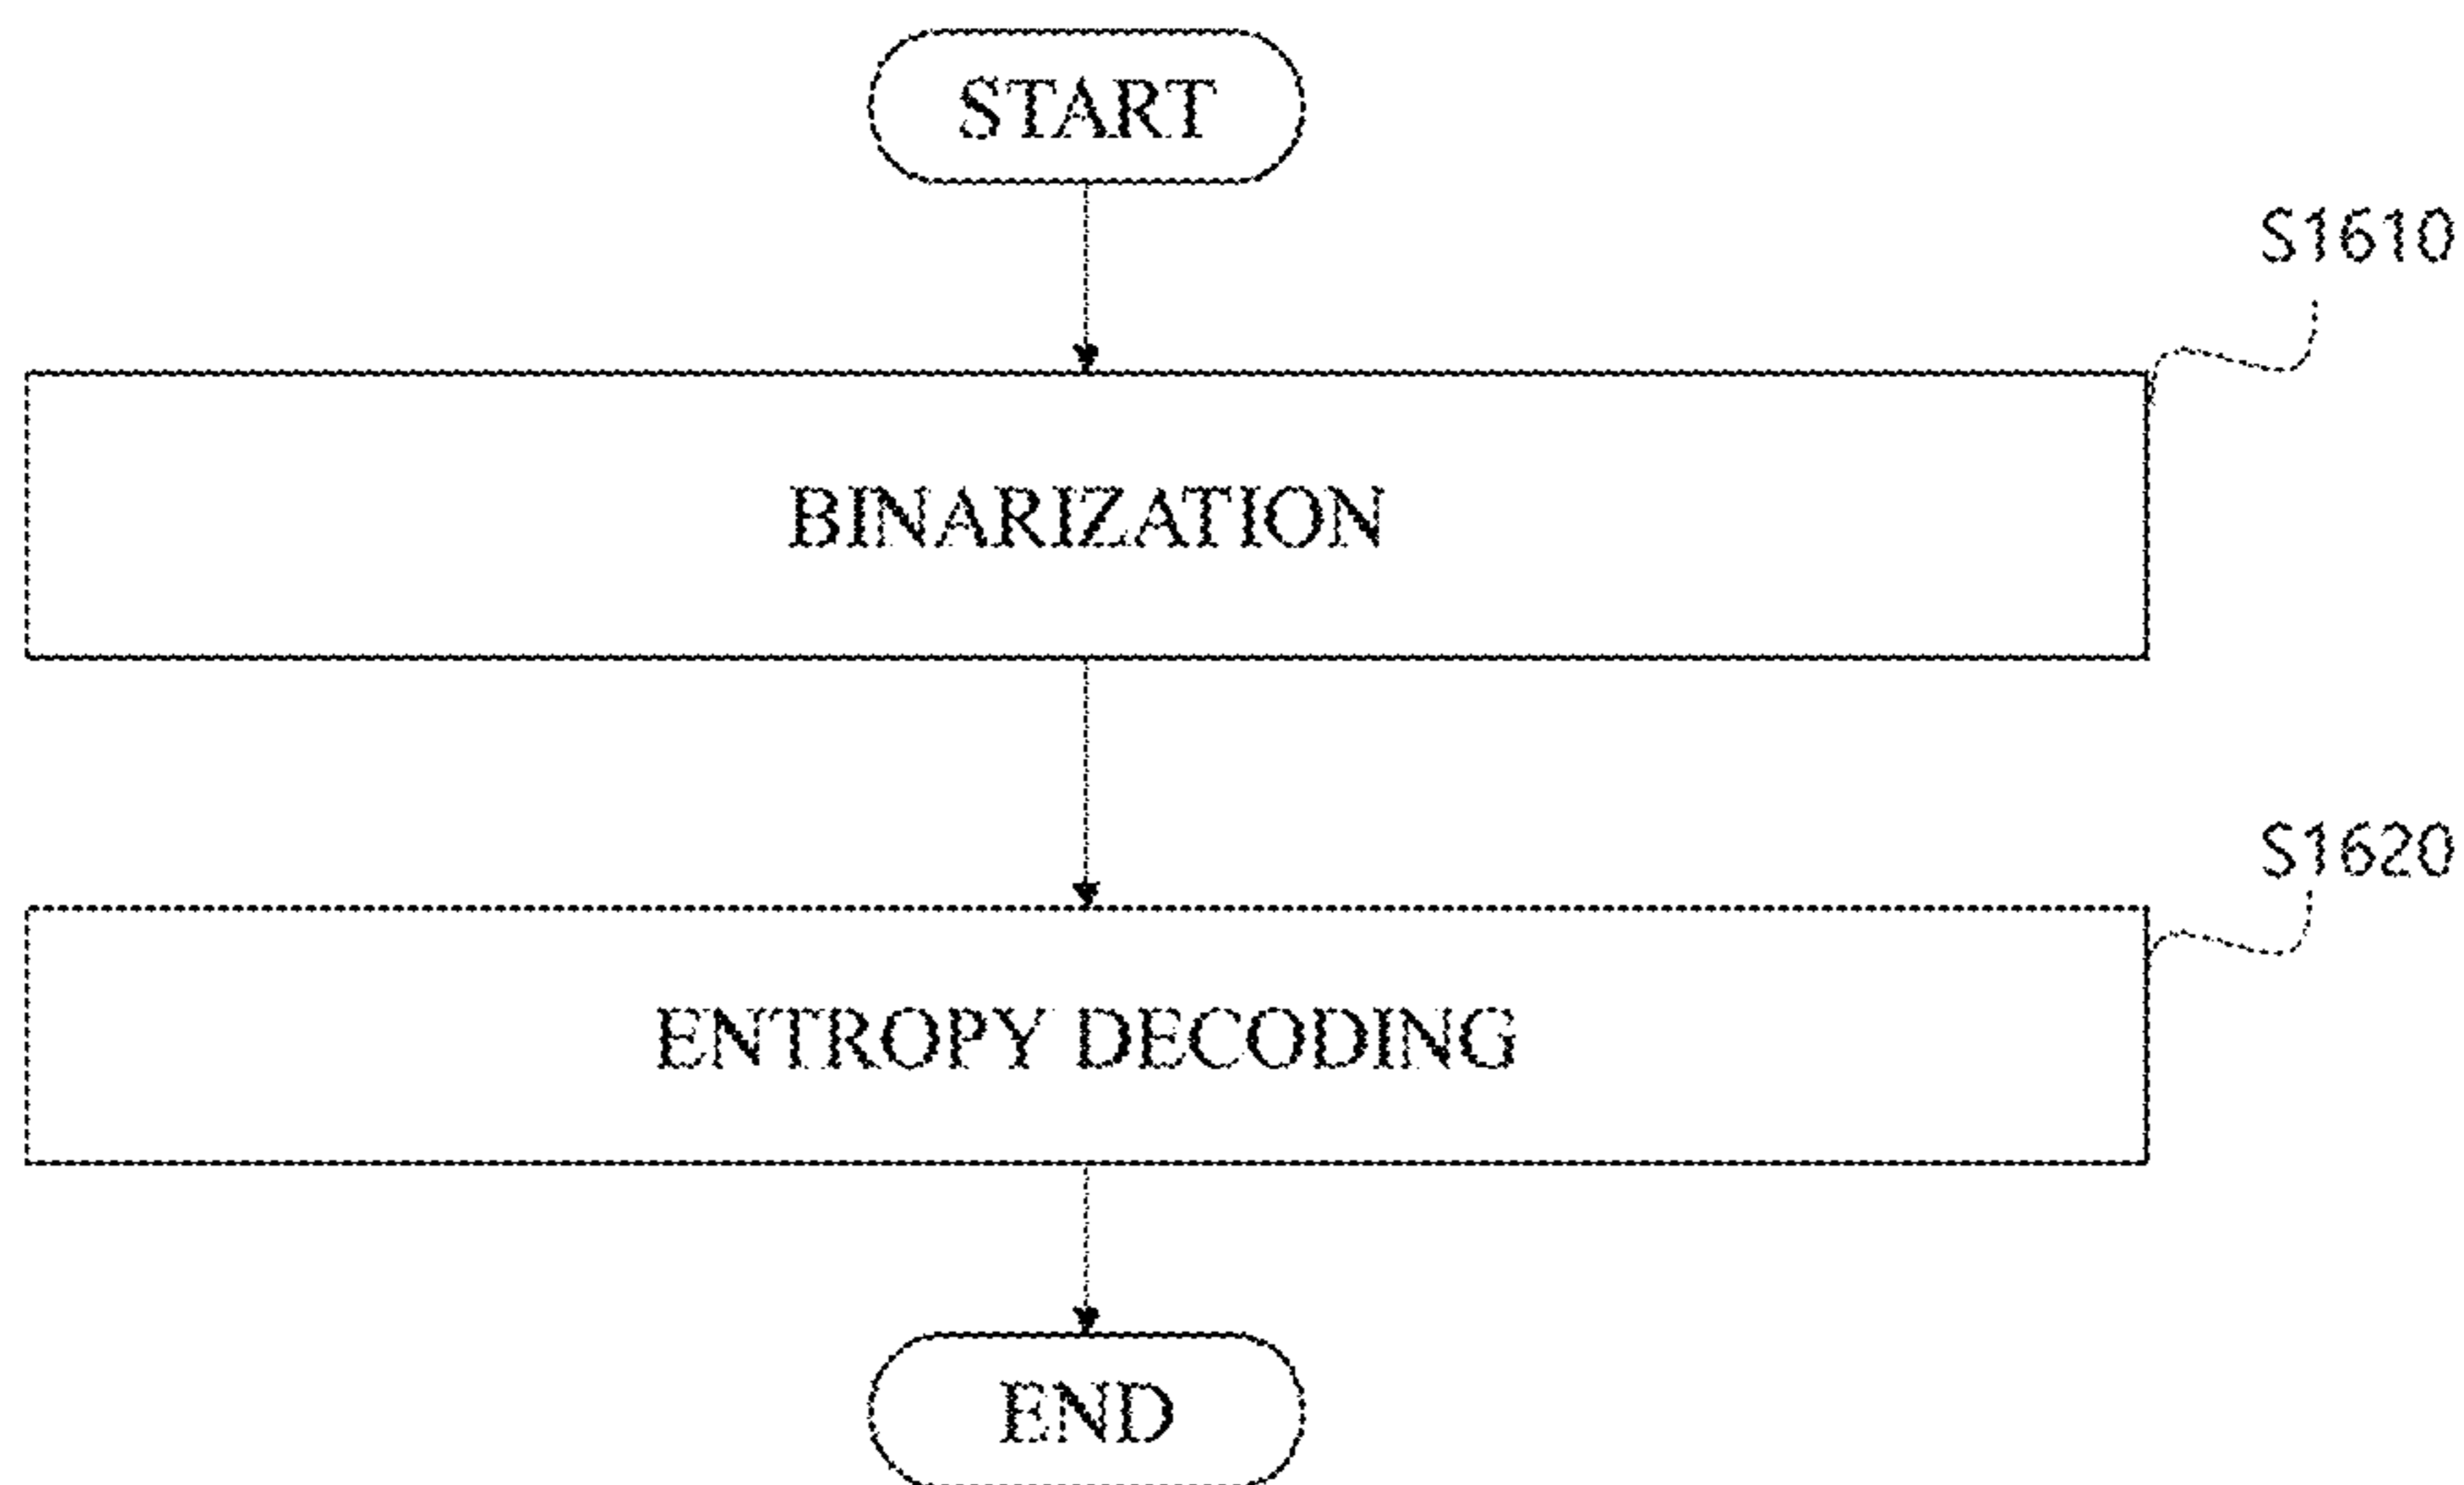 START
S1610
BINARIZATION
S1620
ENTROPY DECODING
END